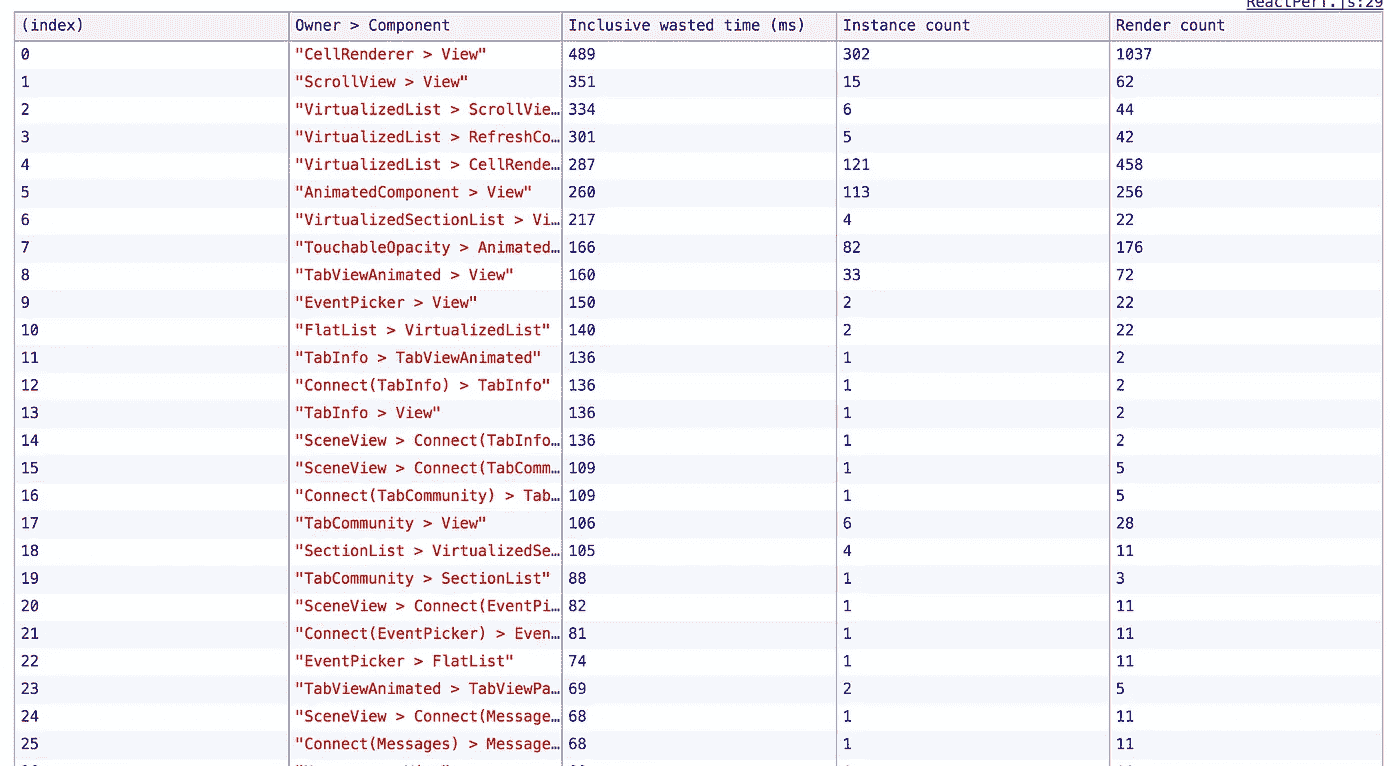 ReactPerf.js:29
(index) Owner > Component Inclusive wasted time (ms) Instance count Render count
0 "CellRenderer > View" 489 302 1037
1 "ScrollView > View" 351 15 62
2 "VirtualizedList > ScrollVie… 334 6 44
3 "VirtualizedList > RefreshCo… 301 5 42
4 "VirtualizedList > CellRende… 287 121 458
5 "AnimatedComponent > View" 260 113 256
6 "VirtualizedSectionList > Vi… 217 4 22
7 "TouchableOpacity > Animated… 166 82 176
8 "TabViewAnimated > View" 160 33 72
9 "EventPicker > View" 150 2 22
10 "FlatList > VirtualizedList" 140 2 22
11 "TabInfo > TabViewAnimated" 136 1 2
12 "Connect(TabInfo) > TabInfo" 136 1 2
13 "TabInfo > View" 136 1 2
14 "SceneView > Connect(TabInfo… 136 1 2
15 "SceneView > Connect(TabComm… 109 1 5
16 "Connect(TabCommunity) > Tab… 109 1 5
17 "TabCommunity > View" 106 6 28
18 "SectionList > VirtualizedSe… 105 4 11
19 "TabCommunity > SectionList" 88 1 3
20 "SceneView > Connect(EventPi… 82 1 11
21 "Connect(EventPicker) > Even… 81 1 11
22 "EventPicker > FlatList" 74 1 11
23 "TabViewAnimated > TabViewPa… 69 2 5
24 "SceneView > Connect(Message… 68 1 11
25 "Connect(Messages) > Message… 68 1 11